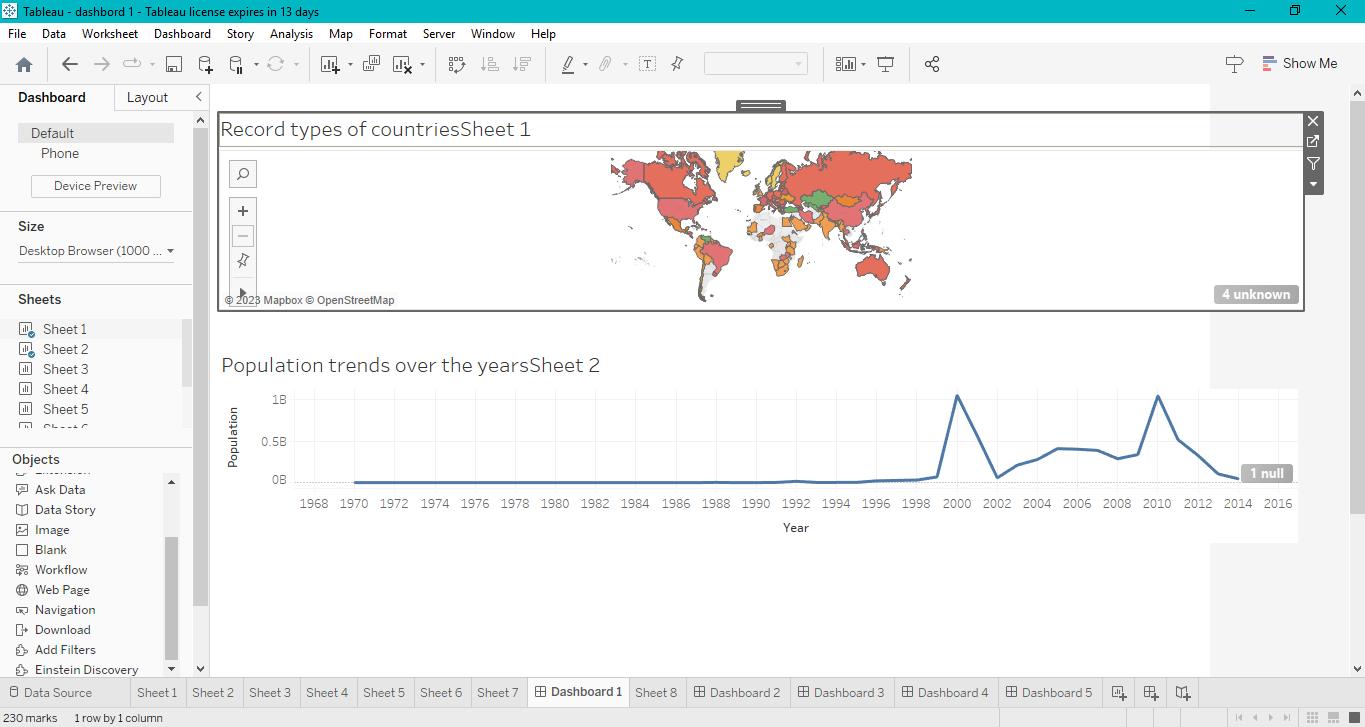 Tableau - dashbord 1 - Tableau license expires in 13 days
File Data Worksheet Dashboard Story Analysis Map Format Server Window Help
Show Me
Dashboard Layout
Default
Phone
Device Preview
Size
Desktop Browser (1000 ...
Sheets
Sheet 1
Sheet 2
Sheet 3
Sheet 4
Sheet 5
Sheet 6
Objects
Extension
Ask Data
Data Story
Image
Blank
Workflow
Web Page
Navigation
Download
Add Filters
Einstein Discovery
Record types of countriesSheet 1
© 2023 Mapbox © OpenStreetMap
4 unknown
Population trends over the yearsSheet 2
Population
1B
0.5B
0B
1 null
1968 1970 1972 1974 1976 1978 1980 1982 1984 1986 1988 1990 1992 1994 1996 1998 2000 2002 2004 2006 2008 2010 2012 2014 2016
Year
Data Source Sheet 1 Sheet 2 Sheet 3 Sheet 4 Sheet 5 Sheet 6 Sheet 7 Dashboard 1 Sheet 8 Dashboard 2 Dashboard 3 Dashboard 4 Dashboard 5
230 marks 1 row by 1 column